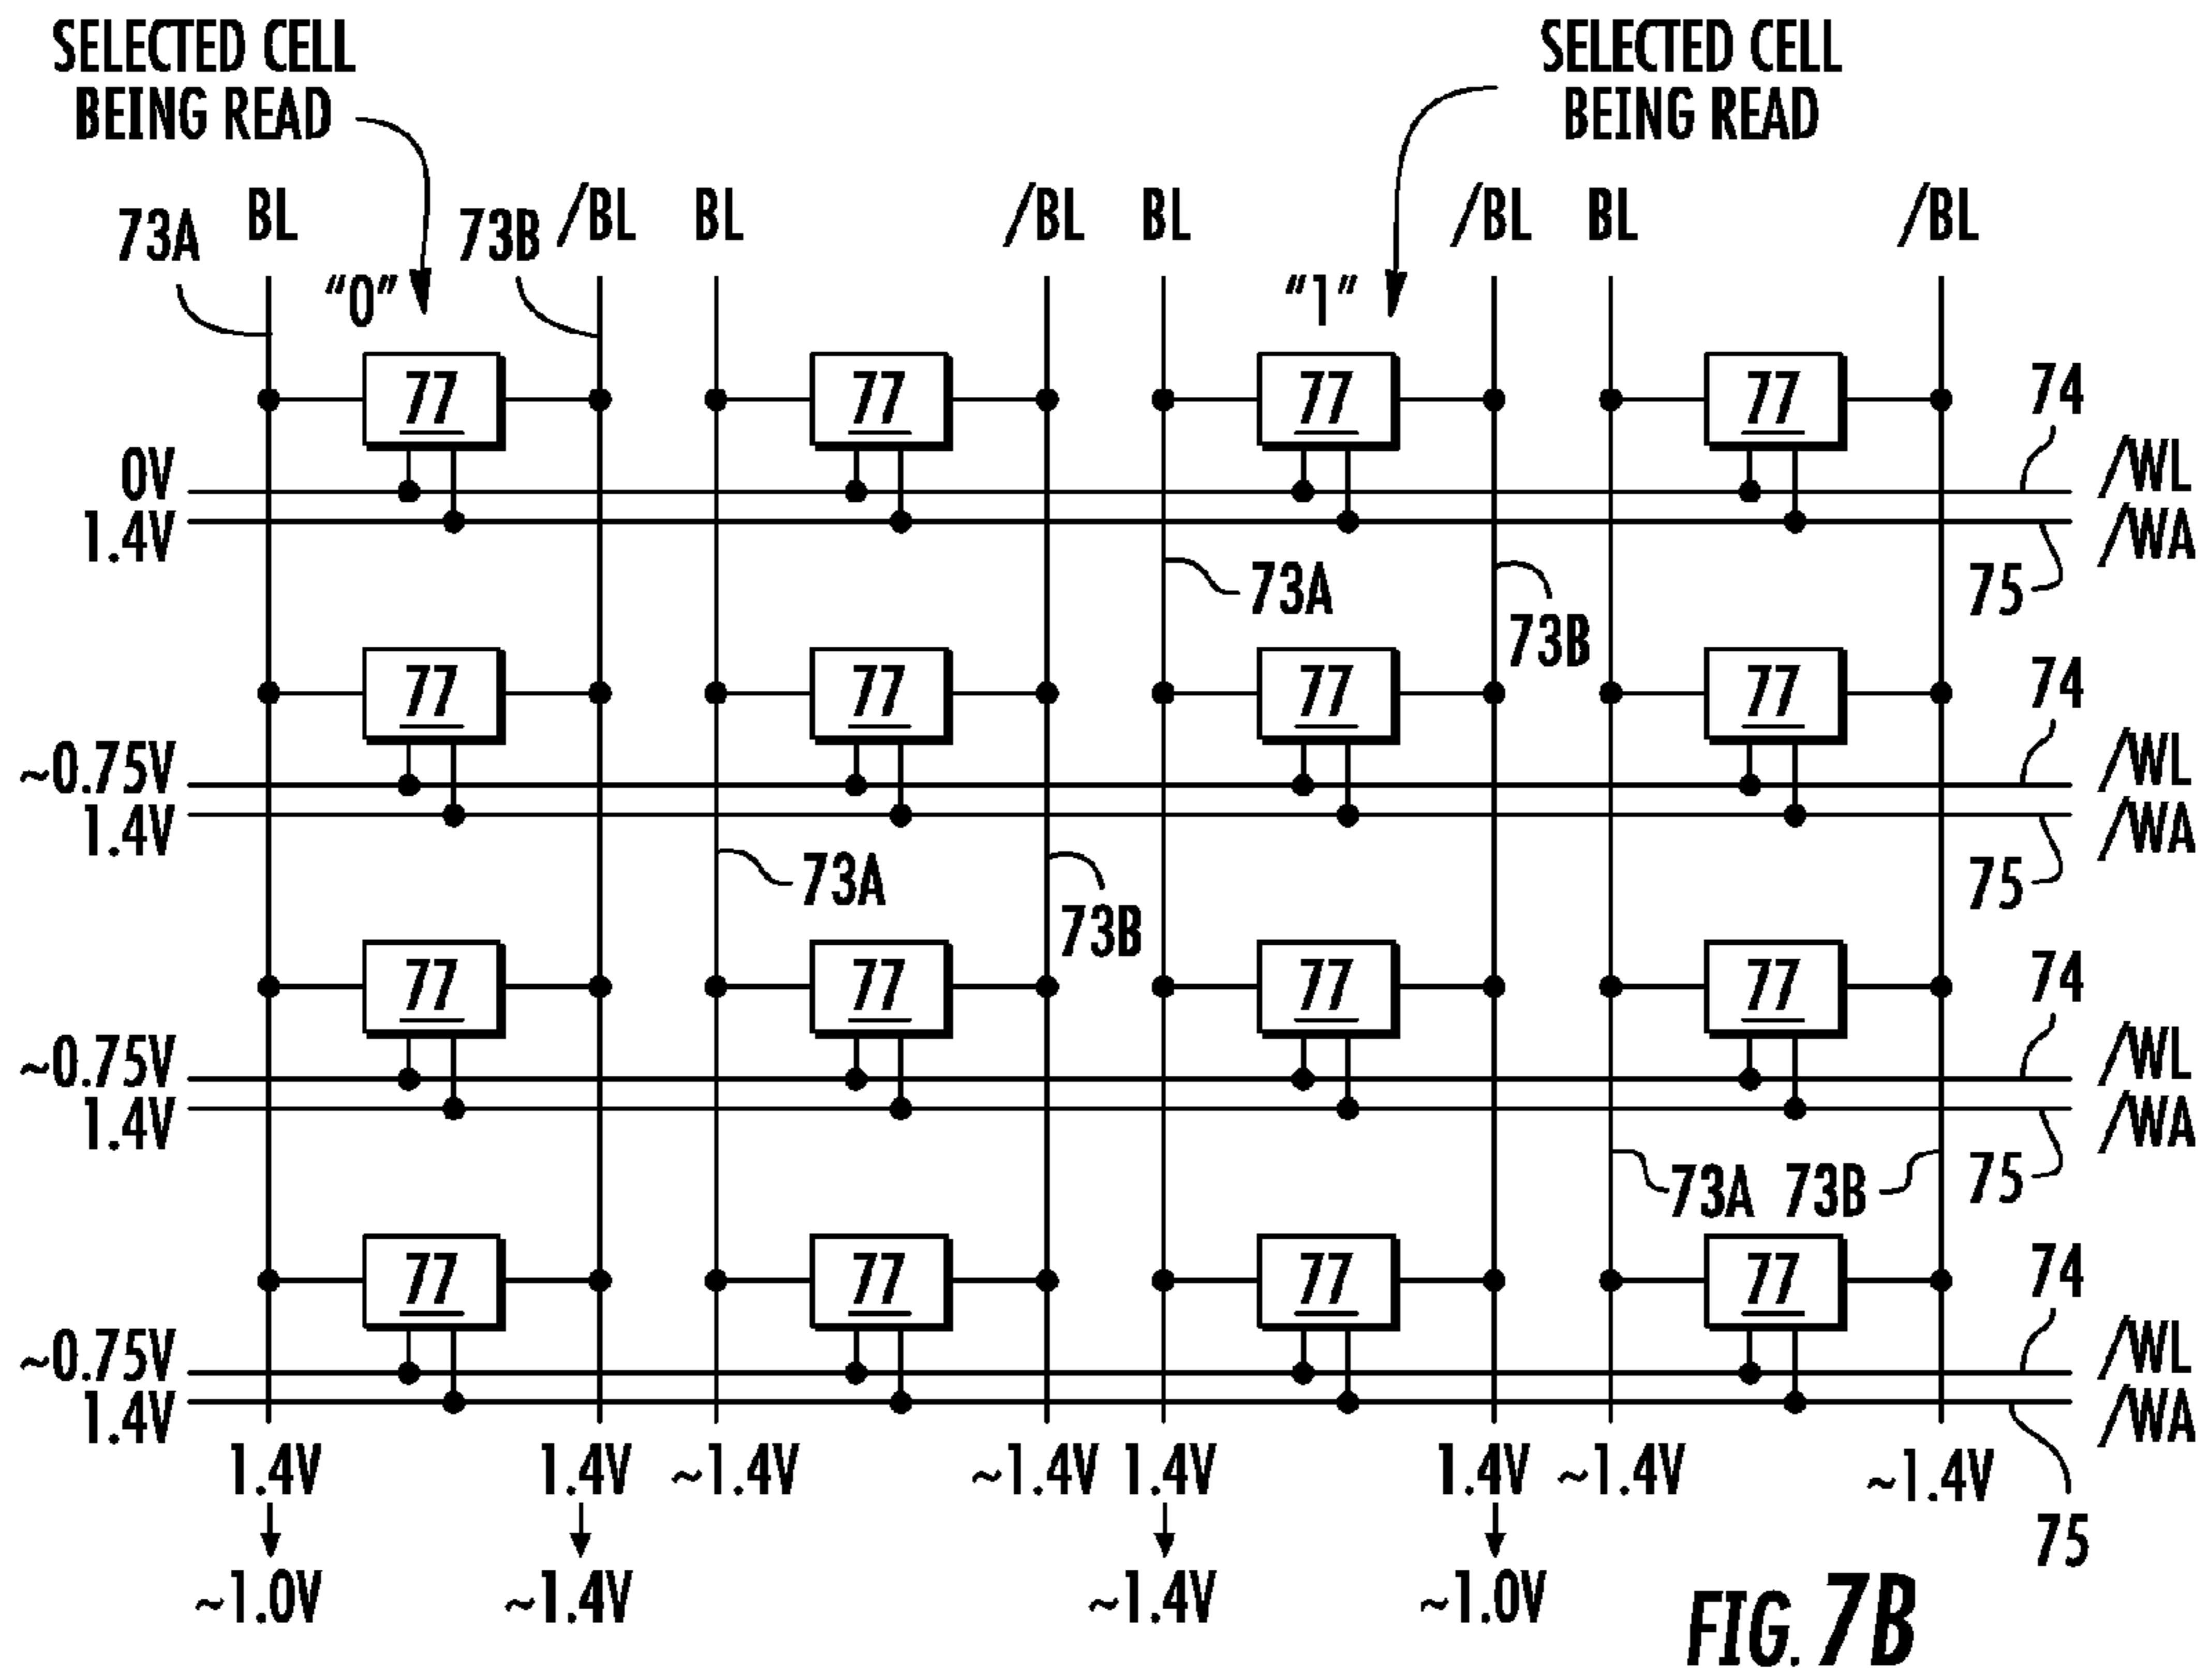 SELECTED CELL
BEING READ
SELECTED CELL
BEING READ
73A
BL
73B
/BL
BL
/BL
BL
/BL
BL
/BL
“0”
“1”
77
77
77
77
74
0V
/WL
1.4V
/WA
73A
75
73B
77
77
77
77
74
~0.75V
/WL
1.4V
/WA
73A
75
73B
77
77
77
77
74
~0.75V
/WL
1.4V
/WA
73A
73B
75
77
77
77
77
74
~0.75V
/WL
1.4V
/WA
1.4V
1.4V
~1.4V
~1.4V
1.4V
1.4V
~1.4V
~1.4V
75
~1.0V
~1.4V
~1.4V
~1.0V
FIG. 7B